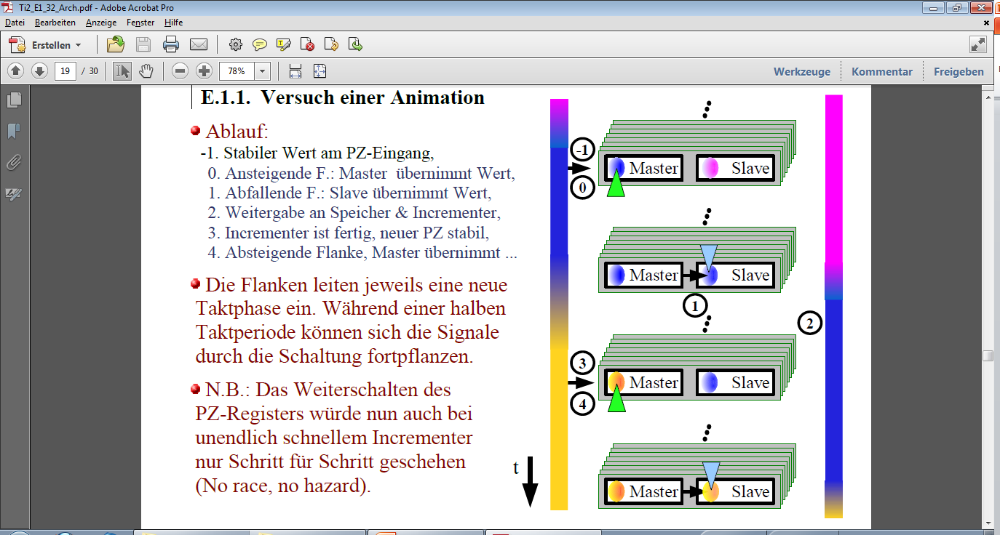 Ti2_E1_32_Arch.pdf - Adobe Acrobat Pro
Datei Bearbeiten Anzeige Fenster Hilfe
Erstellen
19 / 30 78% Werkzeuge Kommentar Freigeben
E.1.1. Versuch einer Animation
Ablauf:
-1. Stabiler Wert am PZ-Eingang,
0. Ansteigende F.: Master übernimmt Wert,
1. Abfallende F.: Slave übernimmt Wert,
2. Weitergabe an Speicher & Incrementer,
3. Incrementer ist fertig, neuer PZ stabil,
4. Absteigende Flanke, Master übernimmt ...
Die Flanken leiten jeweils eine neue
Taktphase ein. Während einer halben
Taktperiode können sich die Signale
durch die Schaltung fortpflanzen.
N.B.: Das Weiterschalten des
PZ-Registers würde nun auch bei
unendlich schnellem Incrementer
nur Schritt für Schritt geschehen
(No race, no hazard).
t
-1
Master Slave
0
Master Slave
1
2
3
Master Slave
4
Master Slave